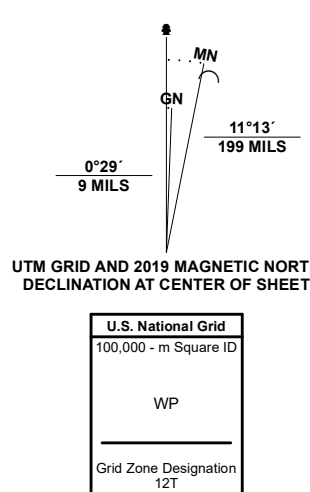 MN
GN
11°13´
199 MILS
0°29´
9 MILS
UTM GRID AND 2019 MAGNETIC NORT
DECLINATION AT CENTER OF SHEET
U.S. National Grid
100,000 - m Square ID
WP
Grid Zone Designation
12T